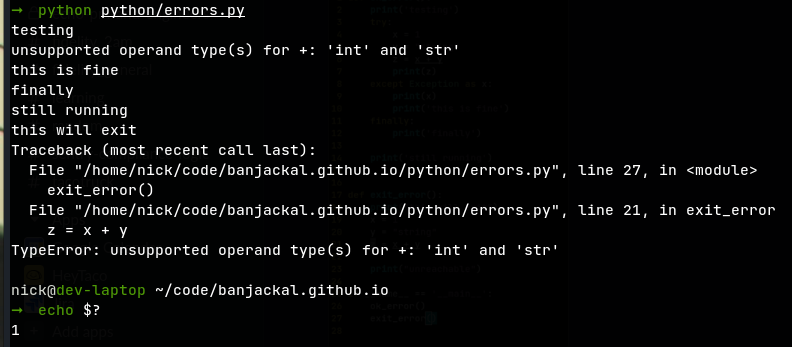 → python python/errors.py
testing
unsupported operand type(s) for +: 'int' and 'str'
this is fine
finally
still running
this will exit
Traceback (most recent call last):
  File "/home/nick/code/banjackal.github.io/python/errors.py", line 27, in <module>
    exit_error()
  File "/home/nick/code/banjackal.github.io/python/errors.py", line 21, in exit_error
    z = x + y
TypeError: unsupported operand type(s) for +: 'int' and 'str'
nick@dev-laptop ~/code/banjackal.github.io
→ echo $?
1
HeyTaco
Add apps